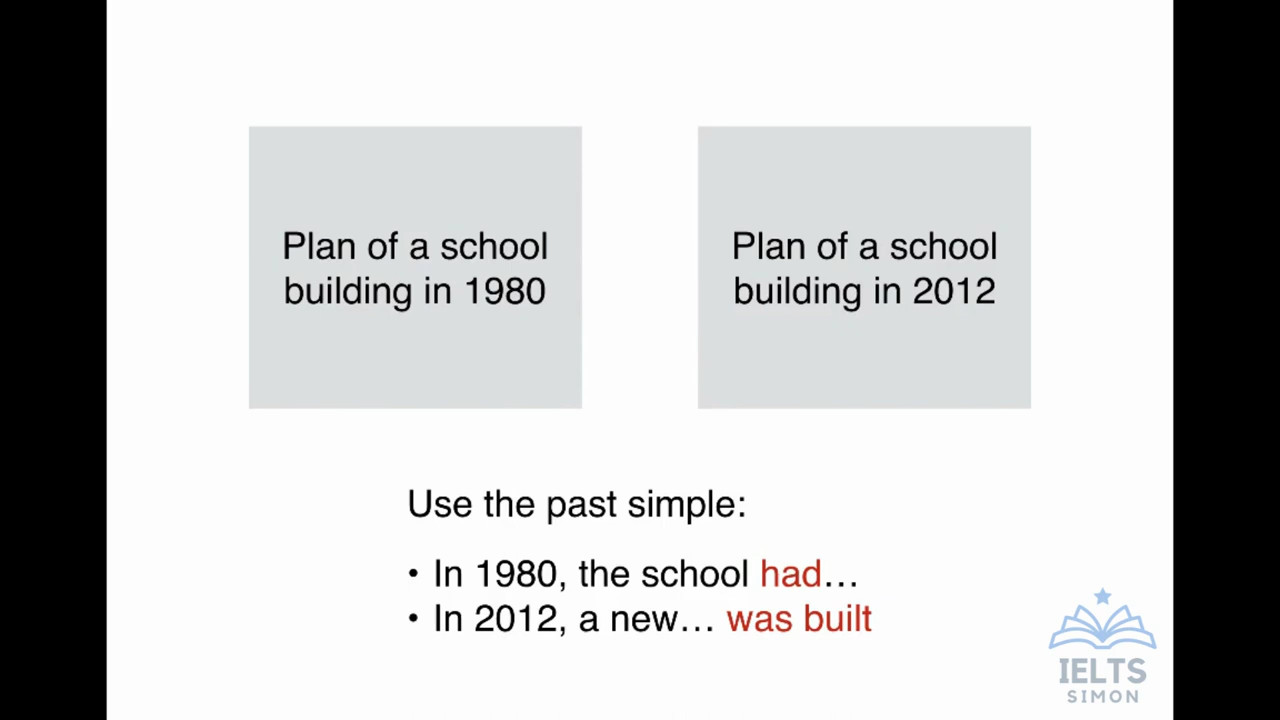 Plan of a school
building in 1980
Plan of a school
building in 2012
Use the past simple:
• In 1980, the school had…
• In 2012, a new… was built
IELTS
SIMON